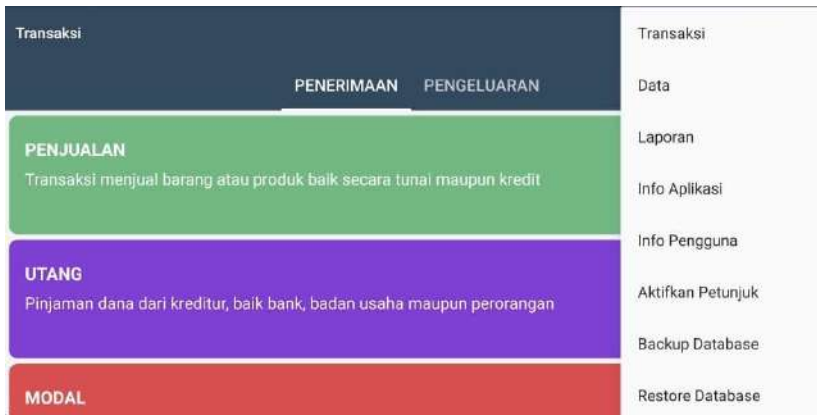 Transaksi
PENERIMAAN PENGELUARAN
PENJUALAN
Transaksi menjual barang atau produk baik secara tunai maupun kredit
UTANG
Pinjaman dana dari kreditur, baik bank, badan usaha maupun perorangan
MODAL
Transaksi
Data
Laporan
Info Aplikasi
Info Pengguna
Aktifkan Petunjuk
Backup Database
Restore Database